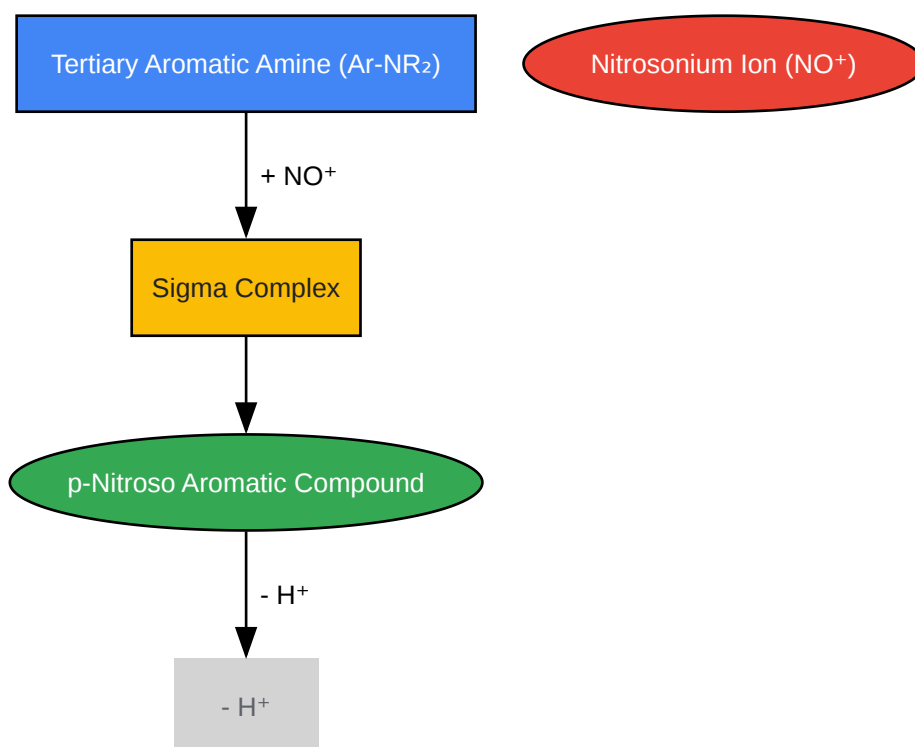 Tertiary Aromatic Amine (Ar-NR₂)
Nitrosonium Ion (NO⁺)
+ NO⁺
Sigma Complex
p-Nitroso Aromatic Compound
- H⁺
- H⁺